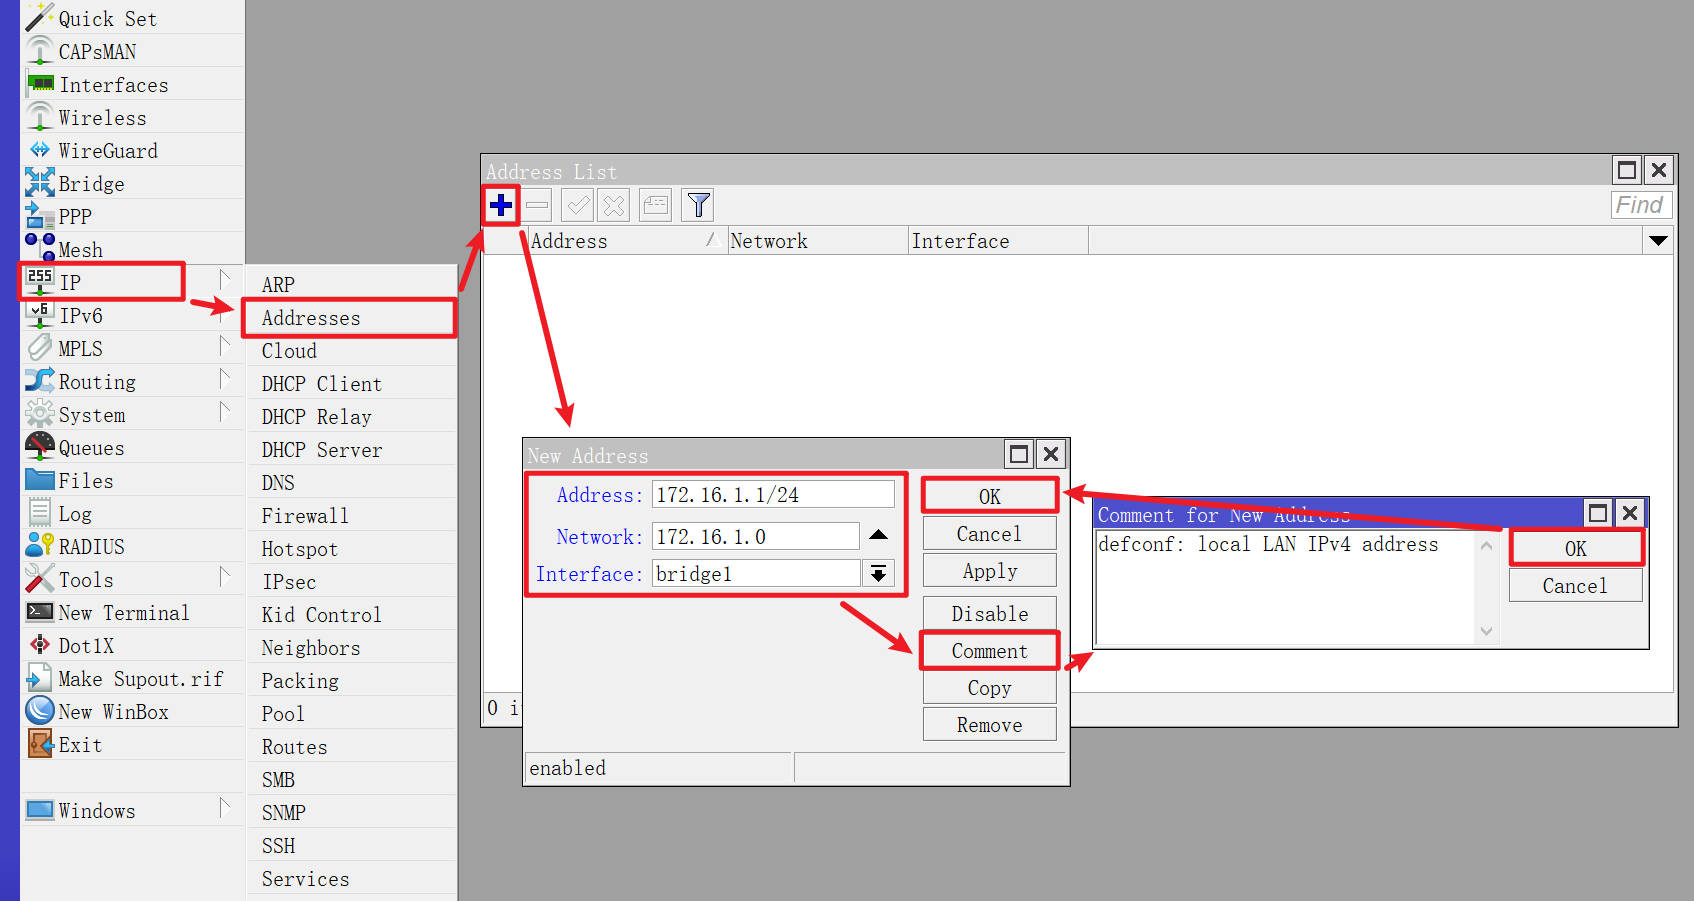 Quick Set
CAPsMAN
Interfaces
Wireless
WireGuard
Bridge
PPP
Mesh
255
IP
v6
IPv6
MPLS
Routing
System
Queues
Files
Log
RADIUS
Tools
New Terminal
Dot1X
Make Supout.rif
New WinBox
Exit
Windows
ARP
Addresses
Cloud
DHCP Client
DHCP Relay
DHCP Server
DNS
Firewall
Hotspot
IPsec
Kid Control
Neighbors
Packing
Pool
Routes
SMB
SNMP
SSH
Services
Address List
Find
Address Network Interface
0 i
New Address
Address: 172.16.1.1/24
Network: 172.16.1.0
Interface: bridge1
OK
Cancel
Apply
Disable
Comment
Copy
Remove
enabled
Comment for New Address
defconf: local LAN IPv4 address
OK
Cancel